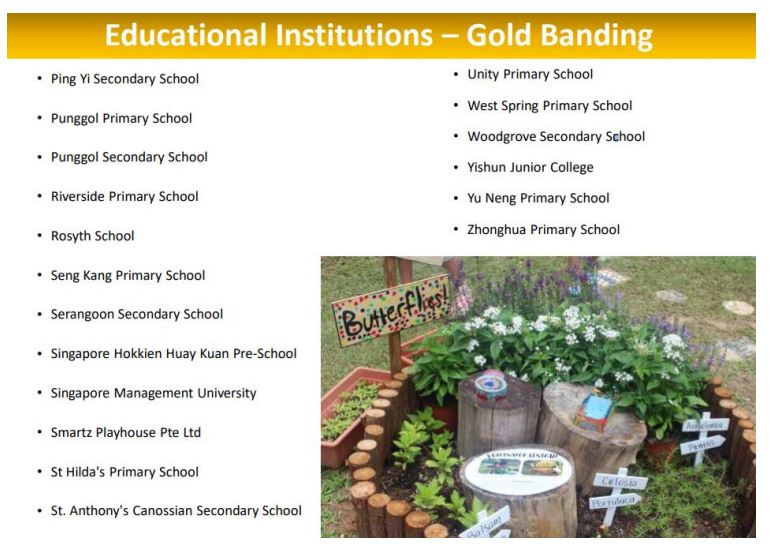 Educational Institutions – Gold Banding
• Ping Yi Secondary School
• Punggol Primary School
• Punggol Secondary School
• Riverside Primary School
• Rosyth School
• Seng Kang Primary School
• Serangoon Secondary School
• Singapore Hokkien Huay Kuan Pre-School
• Singapore Management University
• Smartz Playhouse Pte Ltd
• St Hilda's Primary School
• St. Anthony's Canossian Secondary School
• Unity Primary School
• West Spring Primary School
• Woodgrove Secondary School
• Yishun Junior College
• Yu Neng Primary School
• Zhonghua Primary School
Butterflies!
Angelonia
Pentas
Celosia
Portulaca
Balsam